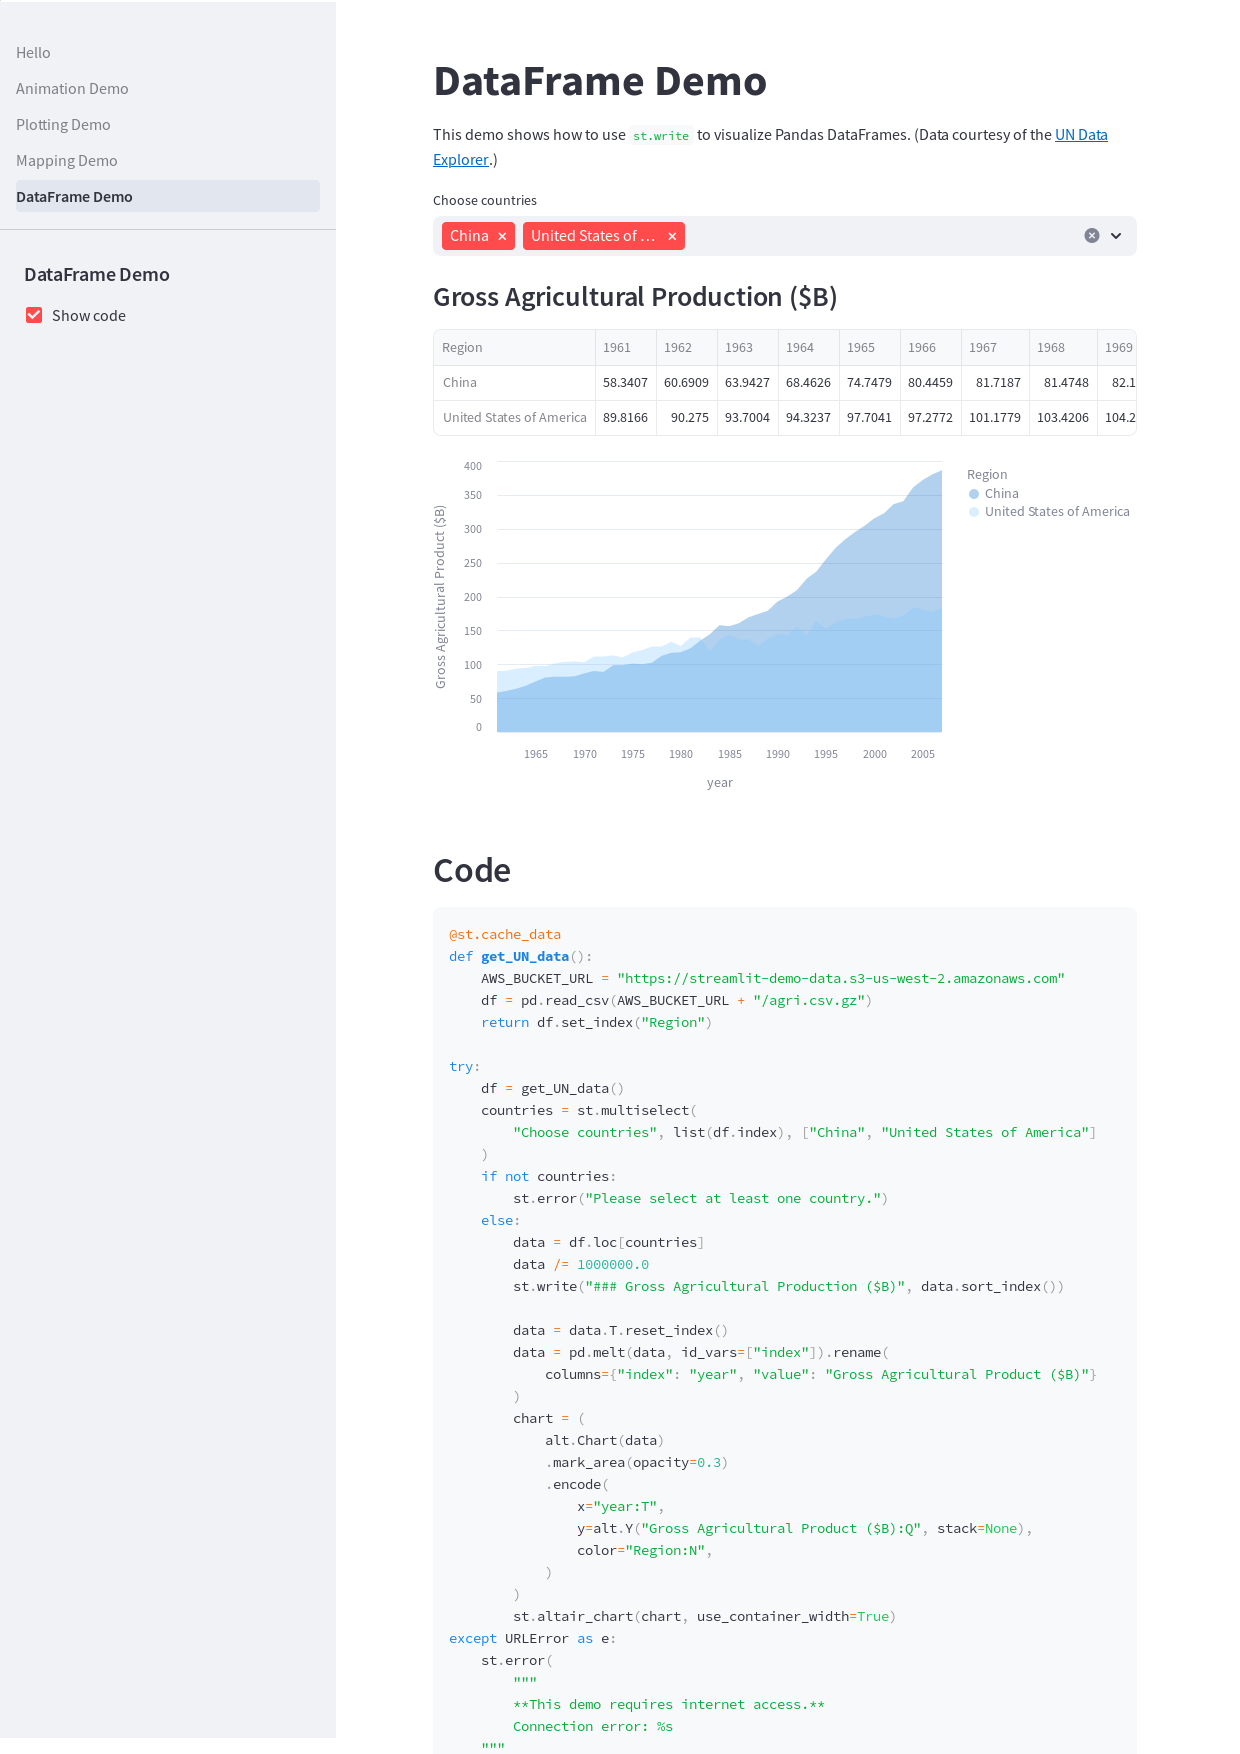 Hello
Animation Demo
Plotting Demo
Mapping Demo
DataFrame Demo
DataFrame Demo
Show code
DataFrame Demo
This demo shows how to use st.write to visualize Pandas DataFrames. (Data courtesy of the UN Data
Explorer.)
Choose countries
China United States of …
Gross Agricultural Production ($B)
Region 1961 1962 1963 1964 1965 1966 1967 1968 1969
China 58.3407 60.6909 63.9427 68.4626 74.7479 80.4459 81.7187 81.4748 82.1
United States of America 89.8166 90.275 93.7004 94.3237 97.7041 97.2772 101.1779 103.4206 104.2
400
350
300
250
200
150
100
50
0
Gross Agricultural Product ($B)
1965 1970 1975 1980 1985 1990 1995 2000 2005
year
Region
China
United States of America
Code
@st.cache_data
def get_UN_data():
    AWS_BUCKET_URL = "https://streamlit-demo-data.s3-us-west-2.amazonaws.com"
    df = pd.read_csv(AWS_BUCKET_URL + "/agri.csv.gz")
    return df.set_index("Region")
try:
    df = get_UN_data()
    countries = st.multiselect(
        "Choose countries", list(df.index), ["China", "United States of America"]
    )
    if not countries:
        st.error("Please select at least one country.")
    else:
        data = df.loc[countries]
        data /= 1000000.0
        st.write("### Gross Agricultural Production ($B)", data.sort_index())
        data = data.T.reset_index()
        data = pd.melt(data, id_vars=["index"]).rename(
            columns={"index": "year", "value": "Gross Agricultural Product ($B)"}
        )
        chart = (
            alt.Chart(data)
            .mark_area(opacity=0.3)
            .encode(
                x="year:T",
                y=alt.Y("Gross Agricultural Product ($B):Q", stack=None),
                color="Region:N",
            )
        )
        st.altair_chart(chart, use_container_width=True)
except URLError as e:
    st.error(
        """
        **This demo requires internet access.**
        Connection error: %s
    """